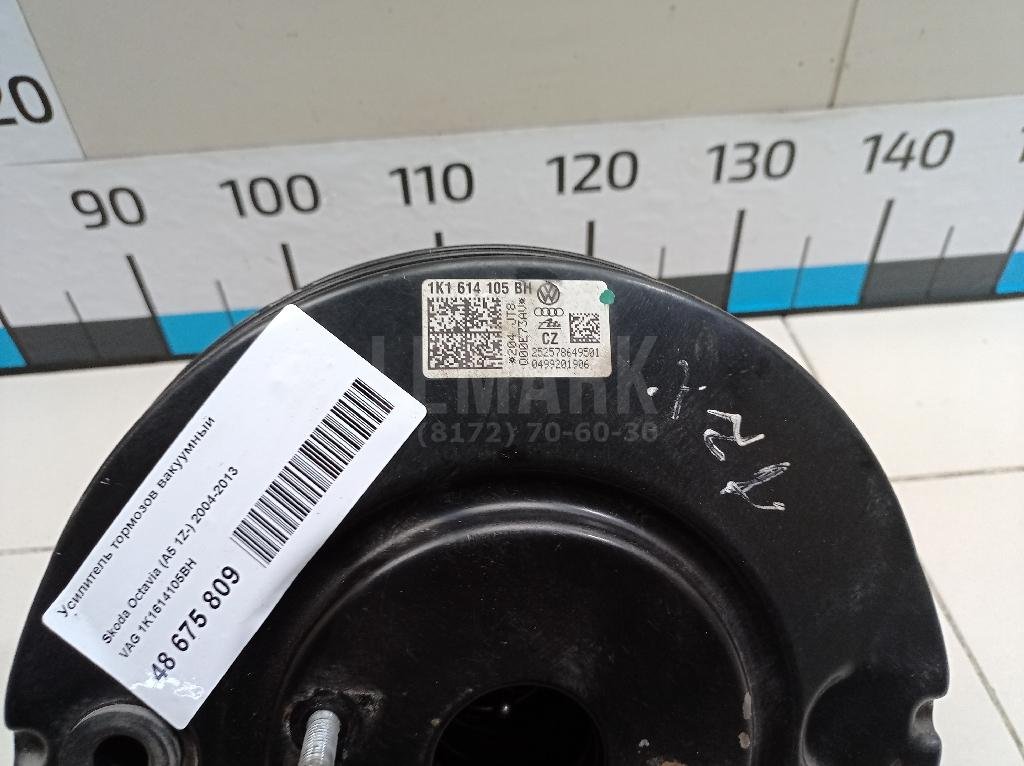 20
90 100 110 120 130 140
1K1 614 105 BH
*204 JT8
Q00E73AV*
CZ
252578649501
0499201906
(8172) 70-60-30
Усилитель тормозов вакуумный
Skoda Octavia (A5 1Z-) 2004-2013
VAG 1K1614105BH
48 675 809